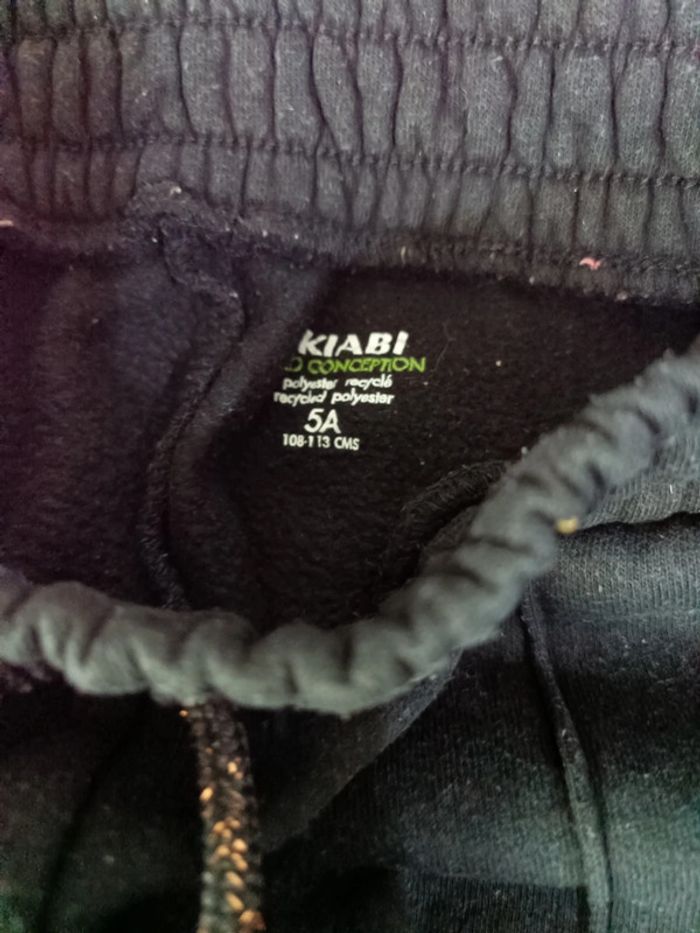 KIABI
CONCEPTION
polyester recyclé
recycled polyester
5A
108-113 CMS